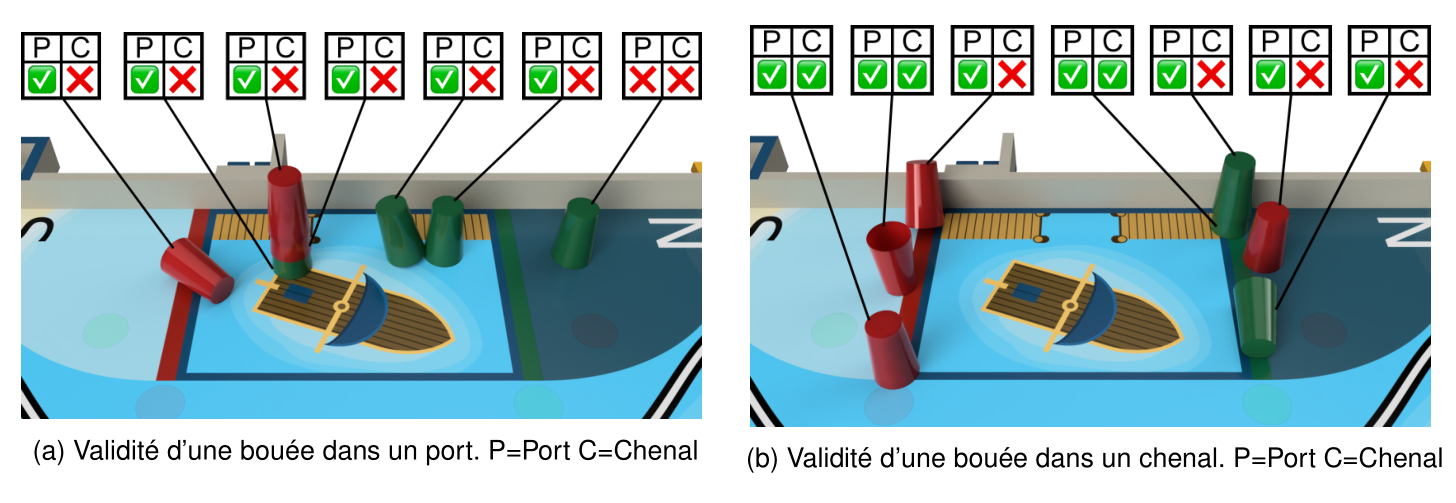 P C P C P C P C P C P C P C
P C P C P C P C P C P C P C
S N
S N
(a) Validité d'une bouée dans un port. P=Port C=Chenal
(b) Validité d'une bouée dans un chenal. P=Port C=Chenal